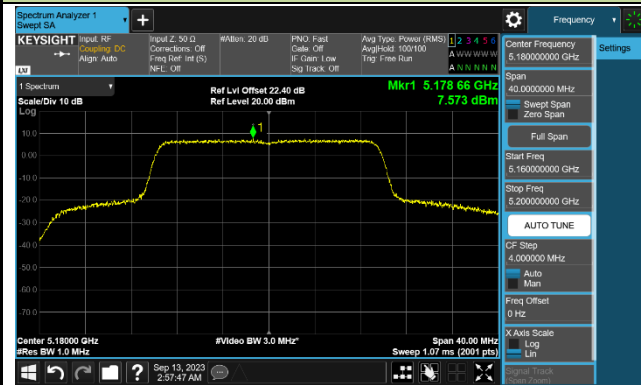 Spectrum Analyzer 1
Swept SA
Frequency
KEYSIGHT
Input: RF
Coupling: DC
Align: Auto
Input Z: 50 Ω
Corrections: Off
Freq Ref: Int (S)
NFE: Off
#Atten: 20 dB
PNO: Fast
Gate: Off
IF Gain: Low
Sig Track: Off
Avg Type: Power (RMS)
Avg|Hold: 100/100
Trig: Free Run
1 2 3 4 5 6
A W W W W W
A N N N N N
LXI
1 Spectrum
Scale/Div 10 dB
Log
Ref Lvl Offset 22.40 dB
Ref Level 20.00 dBm
Mkr1 5.178 66 GHz
7.573 dBm
1
10.0
0.00
-10.0
-20.0
-30.0
-40.0
-50.0
-60.0
-70.0
Center 5.18000 GHz
#Res BW 1.0 MHz
#Video BW 3.0 MHz*
Span 40.00 MHz
Sweep 1.07 ms (2001 pts)
Sep 13, 2023
2:57:47 AM
Center Frequency
5.180000000 GHz
Settings
Span
40.0000000 MHz
Swept Span
Zero Span
Full Span
Start Freq
5.160000000 GHz
Stop Freq
5.200000000 GHz
AUTO TUNE
CF Step
4.000000 MHz
Auto
Man
Freq Offset
0 Hz
X Axis Scale
Log
Lin
Signal Track
(Span Zoom)